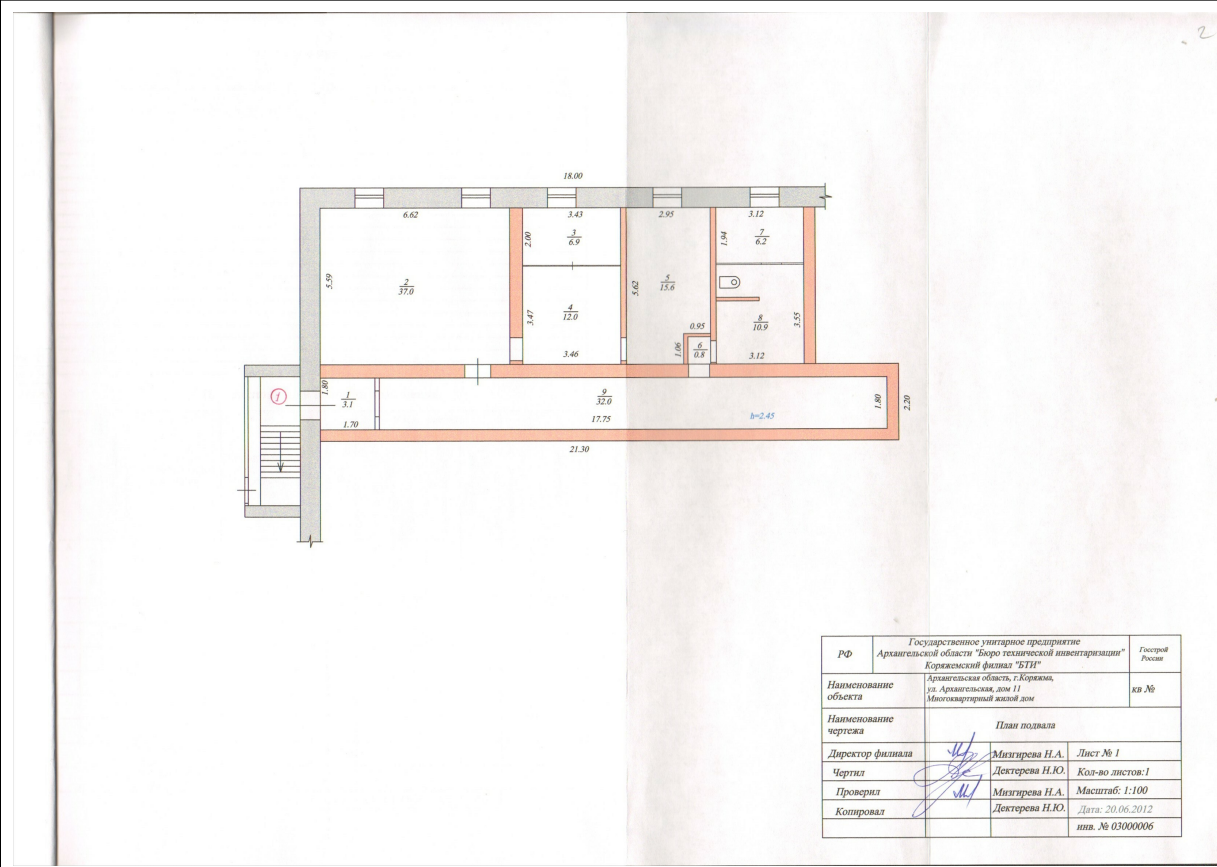 2
18.00
6.62
3.43
2.95
3.12
2.00
3
6.9
1.94
7
6.2
5.59
2
37.0
5.62
5
15.6
3.47
4
12.0
8
10.9
3.55
0.95
1.06
6
0.8
3.46
3.12
1
1.80
1
3.1
1.70
9
32.0
17.75
h=2.45
1.80
2.20
21.30
РФ
Государственное унитарное предприятие
Архангельской области "Бюро технической инвентаризации"
Коряжемский филиал "БТИ"
Госстрой
России
Наименование
объекта
Архангельская область, г.Коряжма,
ул. Архангельская, дом 11
Многоквартирный жилой дом
кв №
Наименование
чертежа
План подвала
Директор филиала
Мизгирева Н.А.
Лист № 1
Чертил
Дектерева Н.Ю.
Кол-во листов:1
Проверил
Мизгирева Н.А.
Масштаб: 1:100
Копировал
Дектерева Н.Ю.
Дата: 20.06.2012
инв. № 03000006